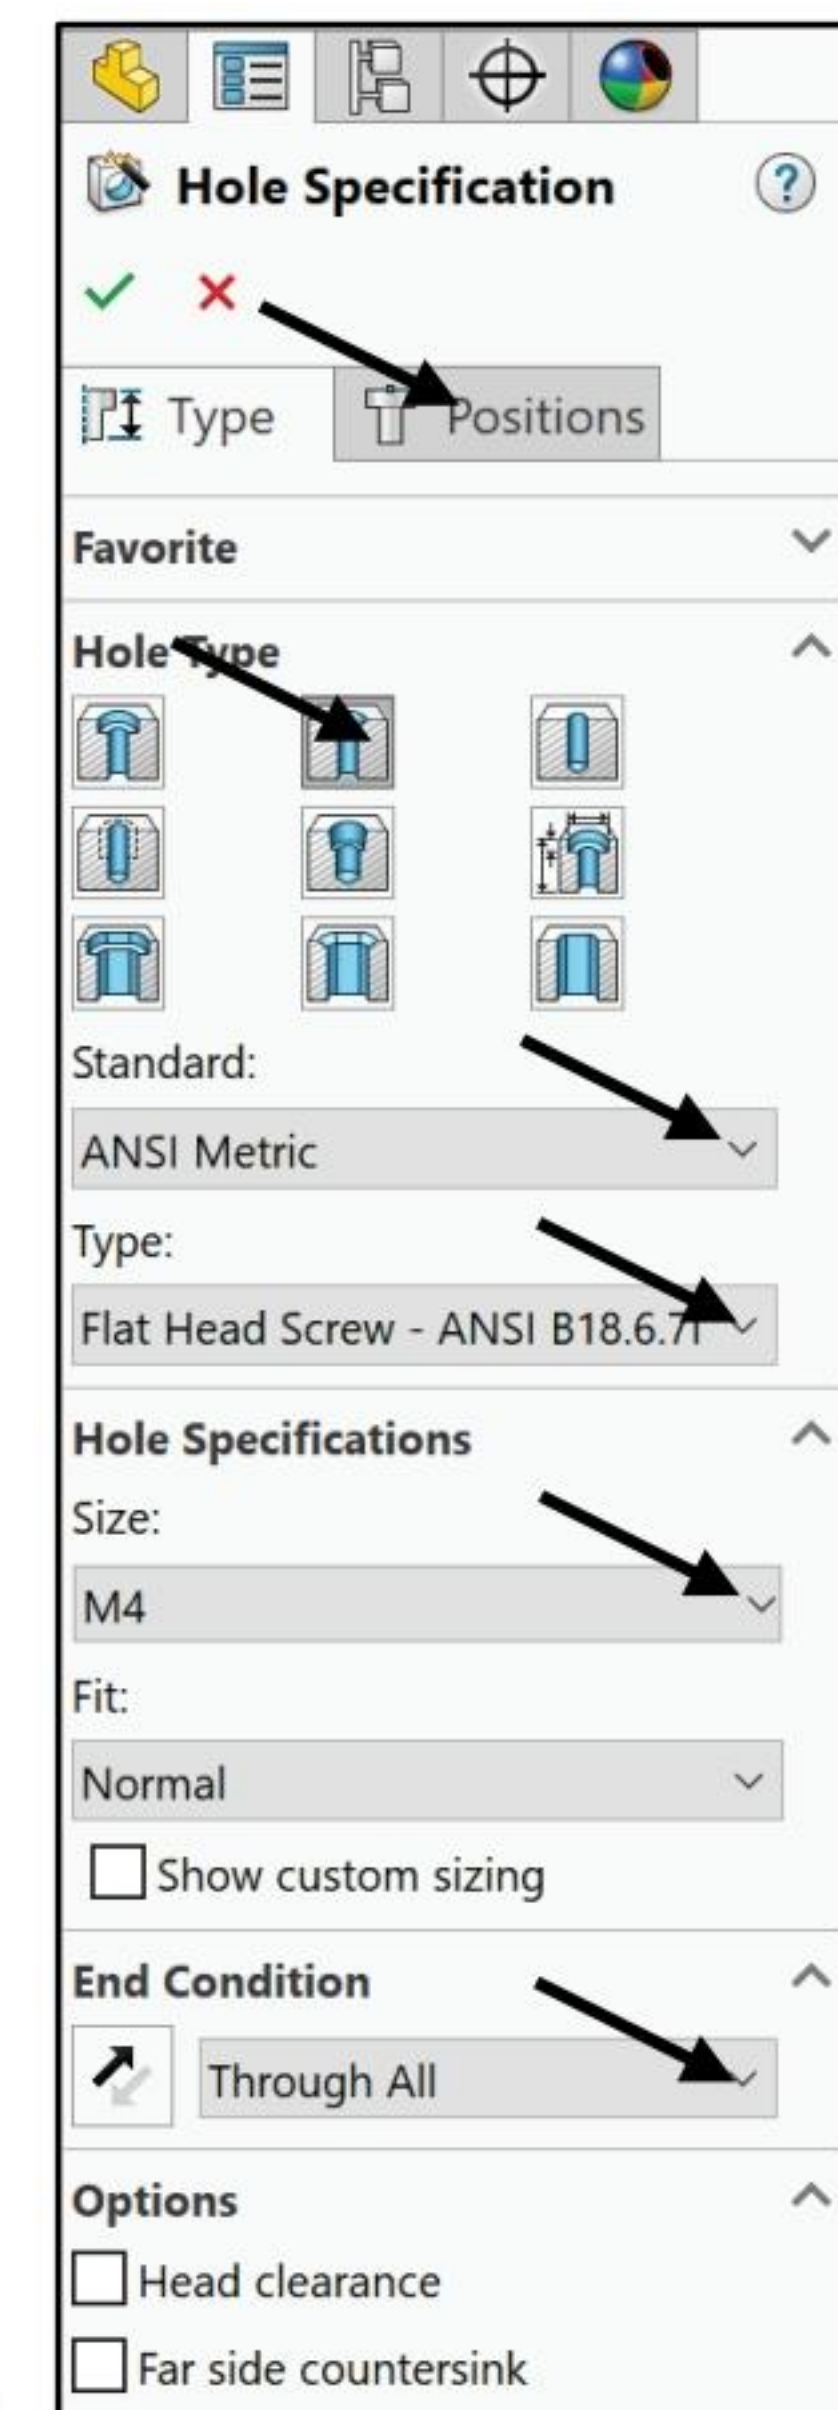 Hole Specification
?
Type
Positions
Favorite
Hole Type
Standard:
ANSI Metric
Type:
Flat Head Screw - ANSI B18.6.7
Hole Specifications
Size:
M4
Fit:
Normal
Show custom sizing
End Condition
Through All
Options
Head clearance
Far side countersink